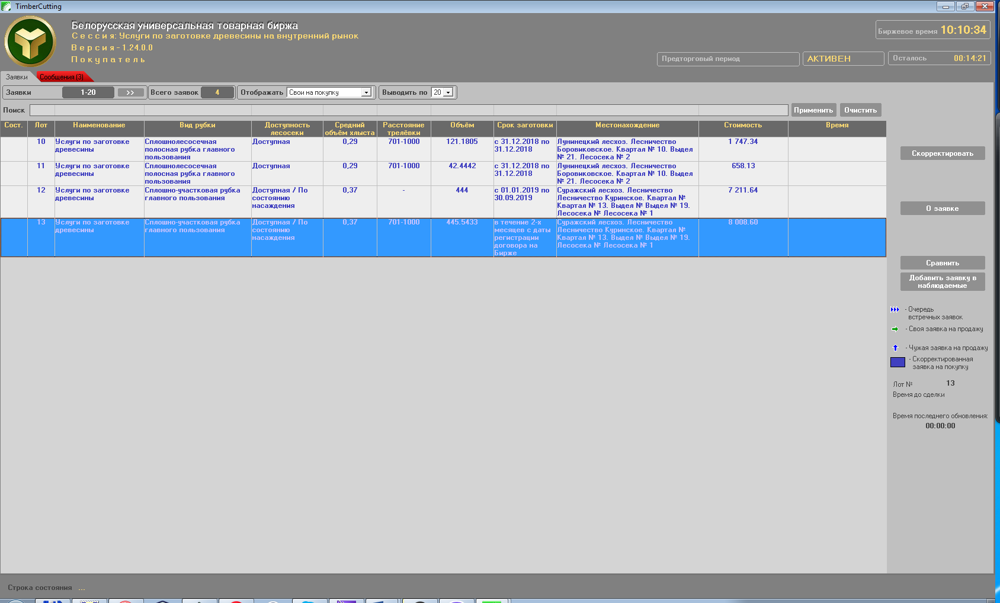 TimberCutting
Белорусская универсальная товарная биржа
Сессия: Услуги по заготовке древесины на внутренний рынок
Версия - 1.24.0.0
Покупатель
Биржевое время 10:10:34
Предторговый период
АКТИВЕН
Осталось 00:14:21
Заявки
Сообщения (3)
Заявки 1-20 >> Всего заявок 4 Отображать Свои на покупку Выводить по 20
Поиск Применить Очистить
Сост. Лот Наименование Вид рубки Доступность лесосеки Средний объём хлыста Расстояние трелёвки Объём Срок заготовки Местонахождение Стоимость Время
10 Услуги по заготовке древесины Сплошнолесосечная полосная рубка главного пользования Доступная 0,29 701-1000 121.1805 с 31.12.2018 по 31.12.2018 Лунинецкий лесхоз. Лесничество Боровиковское. Квартал № 10. Выдел № 21. Лесосека № 2 1 747.34
11 Услуги по заготовке древесины Сплошнолесосечная полосная рубка главного пользования Доступная 0,29 701-1000 42.4442 с 31.12.2018 по 31.12.2018 Лунинецкий лесхоз. Лесничество Боровиковское. Квартал № 10. Выдел № 21. Лесосека № 2 658.13
12 Услуги по заготовке древесины Сплошно-участковая рубка главного пользования Доступная / По состоянию насаждения 0,37 - 444 с 01.01.2019 по 30.09.2019 Суражский лесхоз. Лесничество Лесничество Куринское. Квартал № Квартал № 13. Выдел № Выдел № 19. Лесосека № Лесосека № 1 7 211.64
13 Услуги по заготовке древесины Сплошно-участковая рубка главного пользования Доступная / По состоянию насаждения 0,37 701-1000 445.5433 в течение 2-х месяцев с даты регистрации договора на Бирже Суражский лесхоз. Лесничество Лесничество Куринское. Квартал № Квартал № 13. Выдел № Выдел № 19. Лесосека № Лесосека № 1 8 008.60
Скорректировать
О заявке
Сравнить
Добавить заявку в
наблюдаемые
- Очередь
встречных заявок
- Своя заявка на продажу
- Чужая заявка на продажу
- Скорректированная
заявка на покупку
Лот № 13
Время до сделки
Время последнего обновления:
00:00:00
Строка состояния ...